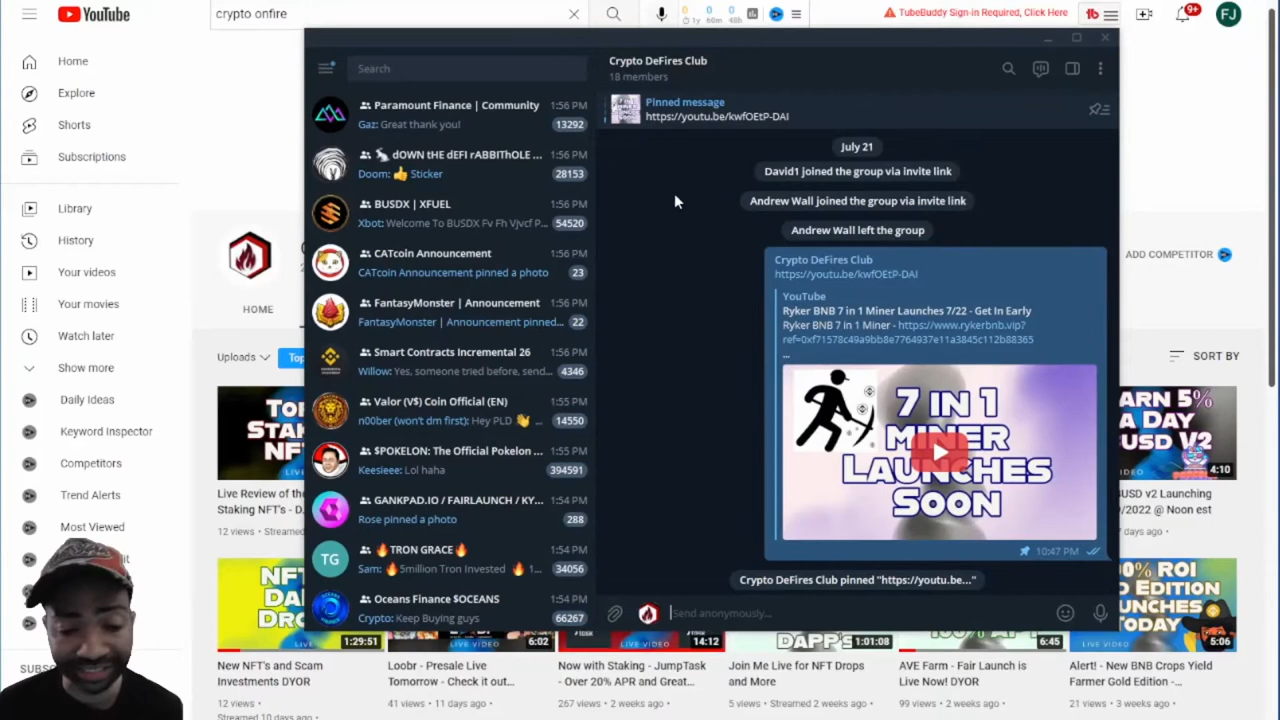 YouTube
crypto onfire
0 0 0
1y 60m 48h
TubeBuddy Sign-in Required, Click Here
tb
9+
FJ
Home
Explore
Shorts
Subscriptions
Library
History
Your videos
Your movies
Watch later
Show more
Daily Ideas
Keyword Inspector
Competitors
Trend Alerts
Most Viewed
HOME
Uploads
ADD COMPETITOR
SORT BY
Search
Paramount Finance | Community 1:56 PM
Gaz: Great thank you! 13292
dOWN tHE dEFI rABBIThOLE ... 1:56 PM
Doom: 👍 Sticker 28153
BUSDX | XFUEL 1:56 PM
Xbot: Welcome To BUSDX Fv Fh Vjvcf P... 54520
CATcoin Announcement 1:56 PM
CATcoin Announcement pinned a photo 23
FantasyMonster | Announcement 1:56 PM
FantasyMonster | Announcement pinned... 22
Smart Contracts Incremental 26 1:56 PM
Willow: Yes, someone tried before, send... 4346
Valor (V$) Coin Official (EN) 1:55 PM
n00ber (won't dm first): Hey PLD 👋 ... 14550
$POKELON: The Official Pokelon ... 1:55 PM
Keesieee: Lol haha 394591
GANKPAD.IO / FAIRLAUNCH / KY... 1:54 PM
Rose pinned a photo 288
TG
🔥TRON GRACE🔥 1:54 PM
Sam: 🔥5million Tron Invested 🔥 1... 34056
Oceans Finance $OCEANS 1:54 PM
Crypto: Keep Buying guys 66267
Crypto DeFires Club
18 members
Pinned message
https://youtu.be/kwfOEtP-DAI
July 21
David1 joined the group via invite link
Andrew Wall joined the group via invite link
Andrew Wall left the group
Crypto DeFires Club
https://youtu.be/kwfOEtP-DAI
YouTube
Ryker BNB 7 in 1 Miner Launches 7/22 - Get In Early
Ryker BNB 7 In 1 Miner - https://www.rykerbnb.vip?
ref=0xf71578c49a9bb8e7764937e11a3845c112b88365
...
7 IN 1
MINER
LAUNCHES
SOON
10:47 PM
Crypto DeFires Club pinned "https://youtu.be..."
Send anonymously...
Live Review of the
Staking NFT's - D
12 views
EARN 5%
A DAY
BUSD V2
LIVE VIDEO
4:10
BUSD v2 Launching
/2022 @ Noon est
days ago
1:29:51
New NFT's and Scam
Investments DYOR
12 views
Streamed 10 days ago
6:02
Loobr - Presale Live
Tomorrow - Check it out...
41 views • 11 days ago
14:12
Now with Staking - JumpTask
- Over 20% APR and Great...
267 views • 2 weeks ago
DAPP'S
1:01:08
Join Me Live for NFT Drops
and More
5 views • Streamed 2 weeks ago
6:45
AVE Farm - Fair Launch is
Live Now! DYOR
99 views • 2 weeks ago
% ROI
D EDITION
LAUNCHES
TODAY
5:06
Alert! - New BNB Crops Yield
Farmer Gold Edition -...
21 views • 3 weeks ago